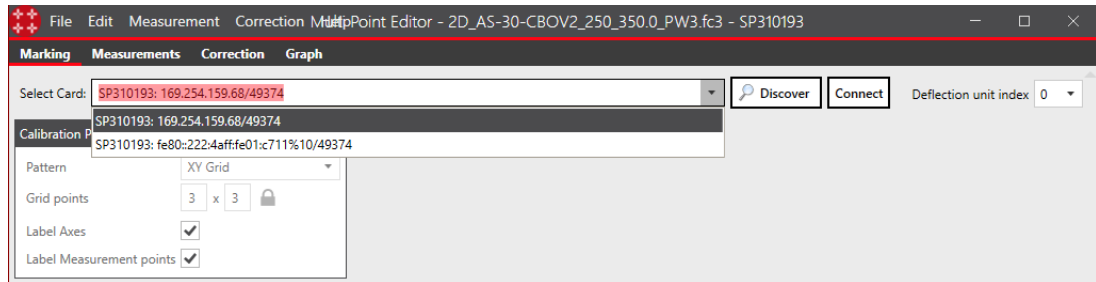 File Edit Measurement Correction Help MultiPoint Editor - 2D_AS-30-CBOV2_250_350.0_PW3.fc3 - SP310193
Marking Measurements Correction Graph
Select Card: SP310193: 169.254.159.68/49374 Discover Connect Deflection unit index 0
SP310193: 169.254.159.68/49374
Calibration P
SP310193: fe80::222:4aff:fe01:c711%10/49374
Pattern XY Grid
Grid points 3 x 3
Label Axes
Label Measurement points